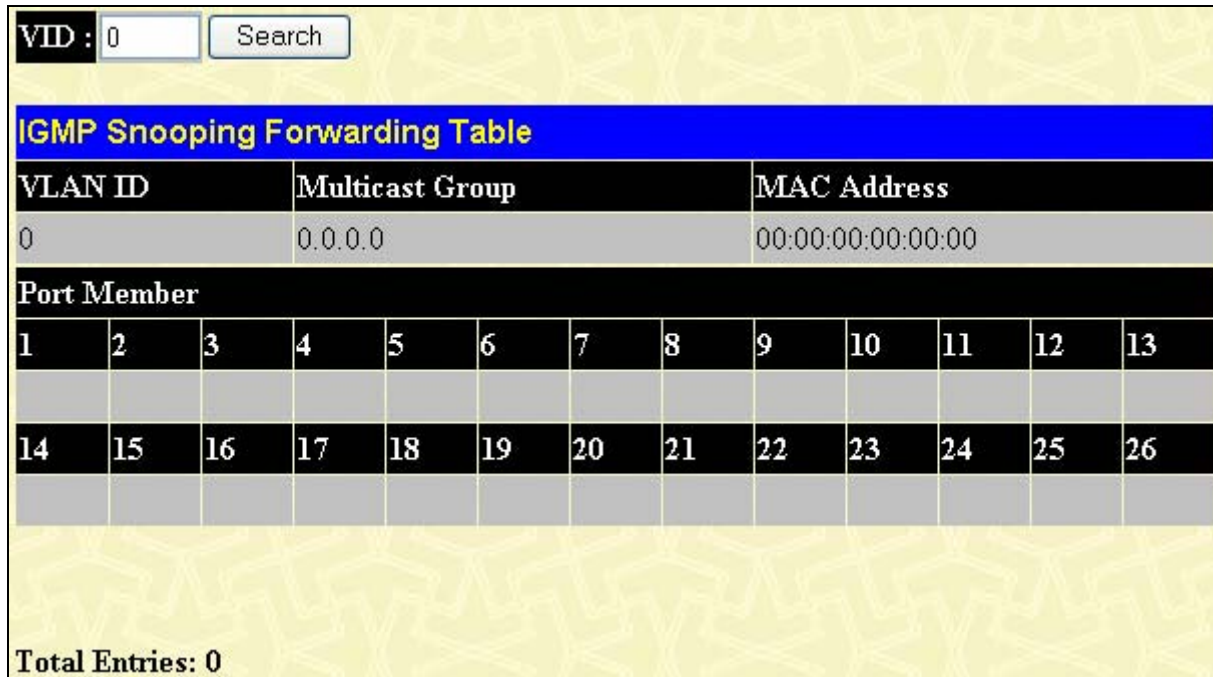 VID : 0 Search
IGMP Snooping Forwarding Table
VLAN ID Multicast Group MAC Address
0 0.0.0.0 00:00:00:00:00:00
Port Member
1 2 3 4 5 6 7 8 9 10 11 12 13
14 15 16 17 18 19 20 21 22 23 24 25 26
Total Entries: 0